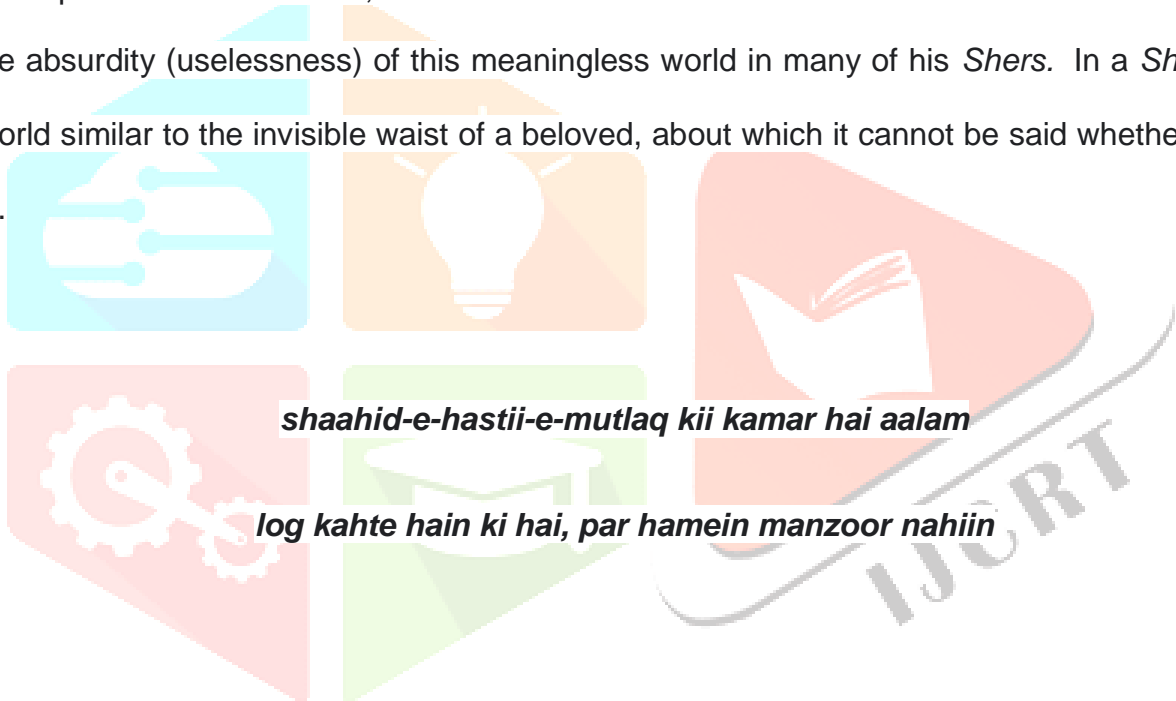 e absurdity (uselessness) of this meaningless world in many of his Shers. In a Sh
orld similar to the invisible waist of a beloved, about which it cannot be said whethe
.
shaahid-e-hastii-e-mutlaq kii kamar hai aalam
log kahte hain ki hai, par hamein manzoor nahiin
IJCRT